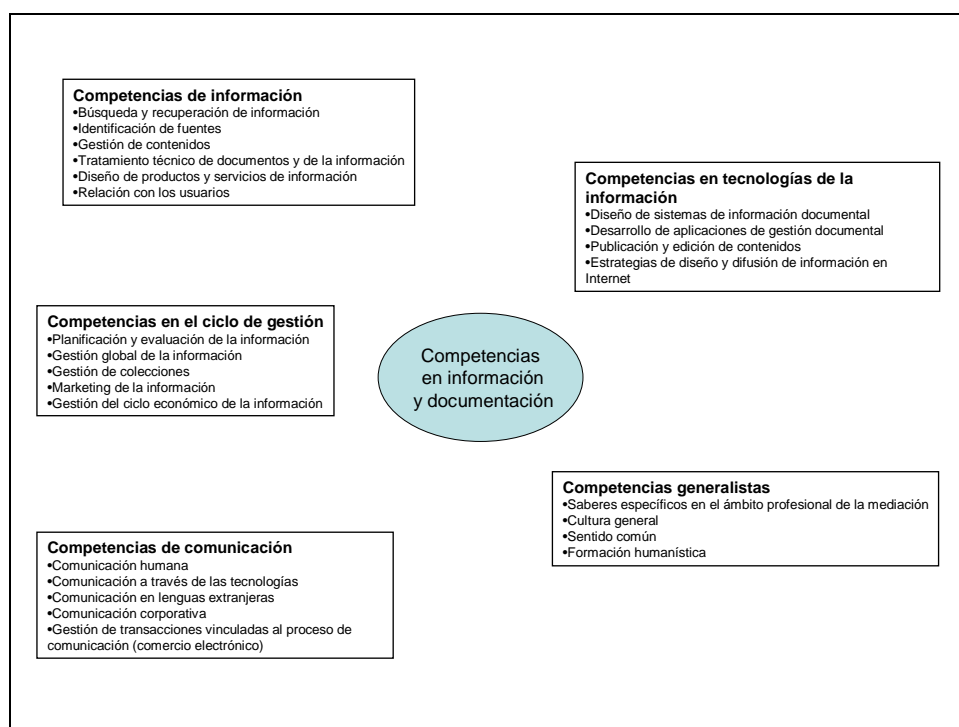 Competencias de información
•Búsqueda y recuperación de información
•Identificación de fuentes
•Gestión de contenidos
•Tratamiento técnico de documentos y de la información
•Diseño de productos y servicios de información
•Relación con los usuarios
Competencias en tecnologías de la
información
•Diseño de sistemas de información documental
•Desarrollo de aplicaciones de gestión documental
•Publicación y edición de contenidos
•Estrategias de diseño y difusión de información en
Internet
Competencias en el ciclo de gestión
•Planificación y evaluación de la información
•Gestión global de la información
•Gestión de colecciones
•Marketing de la información
•Gestión del ciclo económico de la información
Competencias
en información
y documentación
Competencias generalistas
•Saberes específicos en el ámbito profesional de la mediación
•Cultura general
•Sentido común
•Formación humanística
Competencias de comunicación
•Comunicación humana
•Comunicación a través de las tecnologías
•Comunicación en lenguas extranjeras
•Comunicación corporativa
•Gestión de transacciones vinculadas al proceso de
comunicación (comercio electrónico)